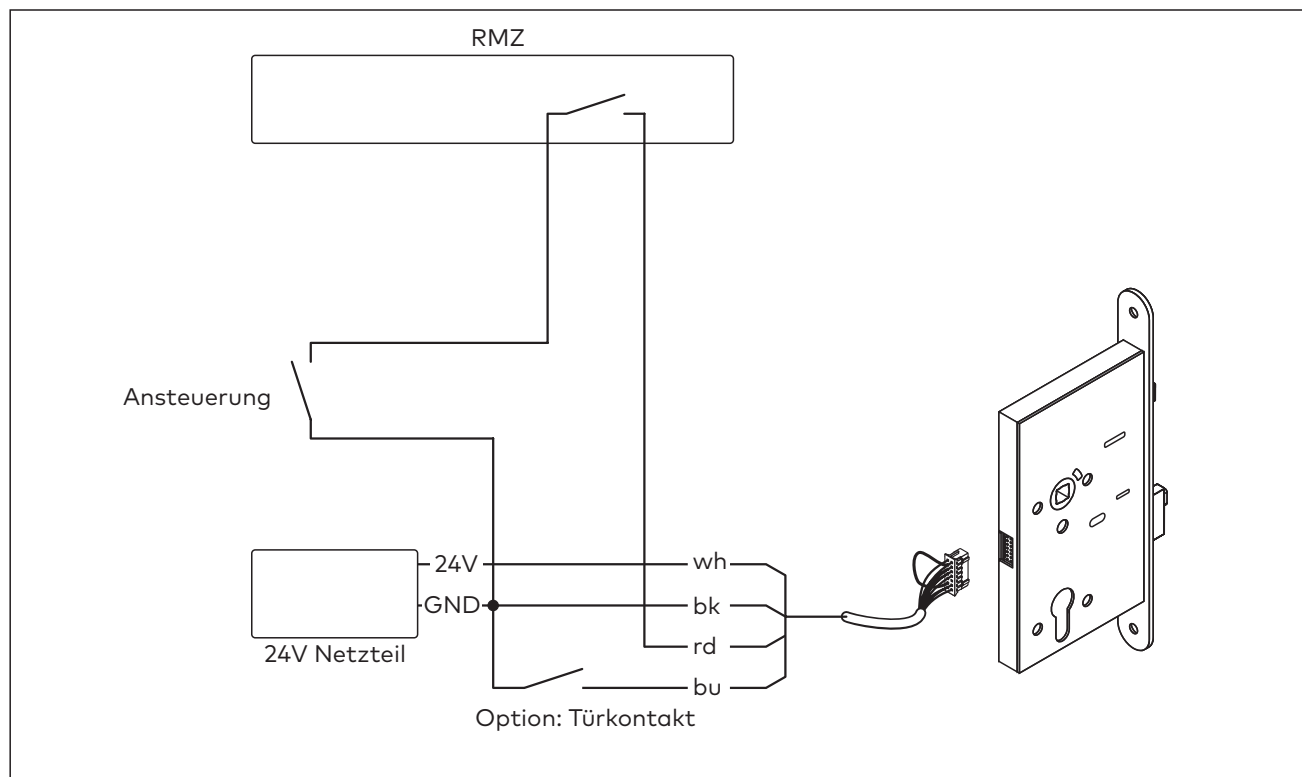 RMZ
Ansteuerung
24V
wh
GND
bk
24V Netzteil
rd
bu
Option: Türkontakt